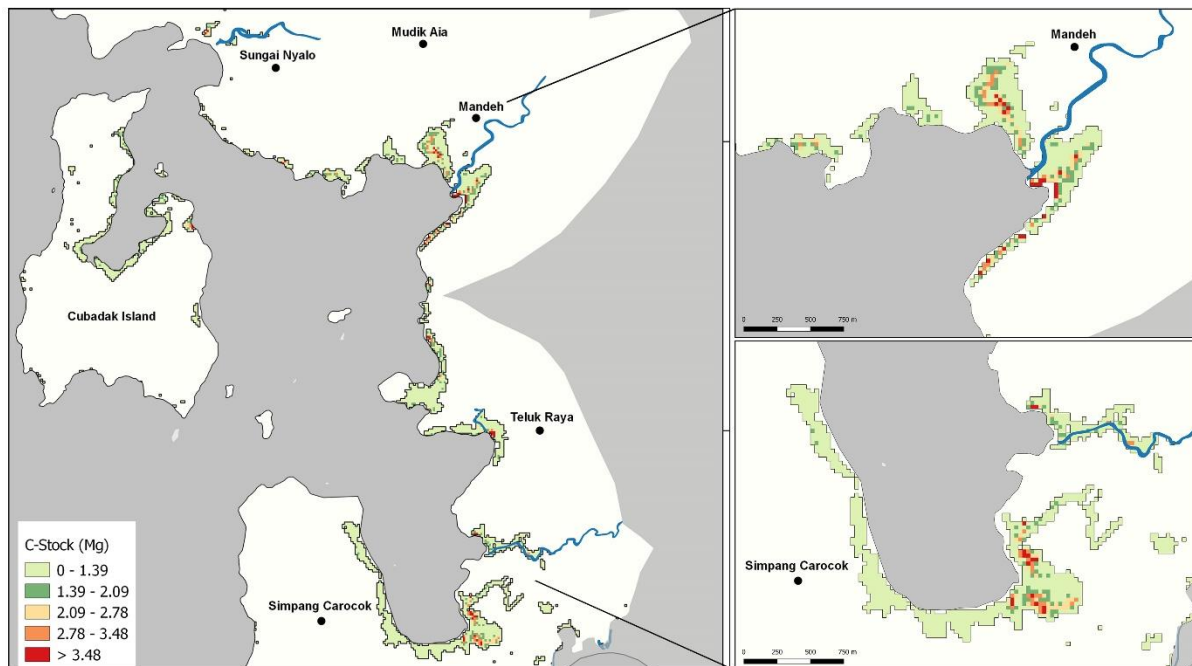 Mudik Aia
Sungai Nyalo
Mandeh
Cubadak Island
Teluk Raya
Simpang Carocok
C-Stock (Mg)
0 - 1.39
1.39 - 2.09
2.09 - 2.78
2.78 - 3.48
> 3.48
Mandeh
0 250 500 750 m
Simpang Carocok
0 250 500 750 m